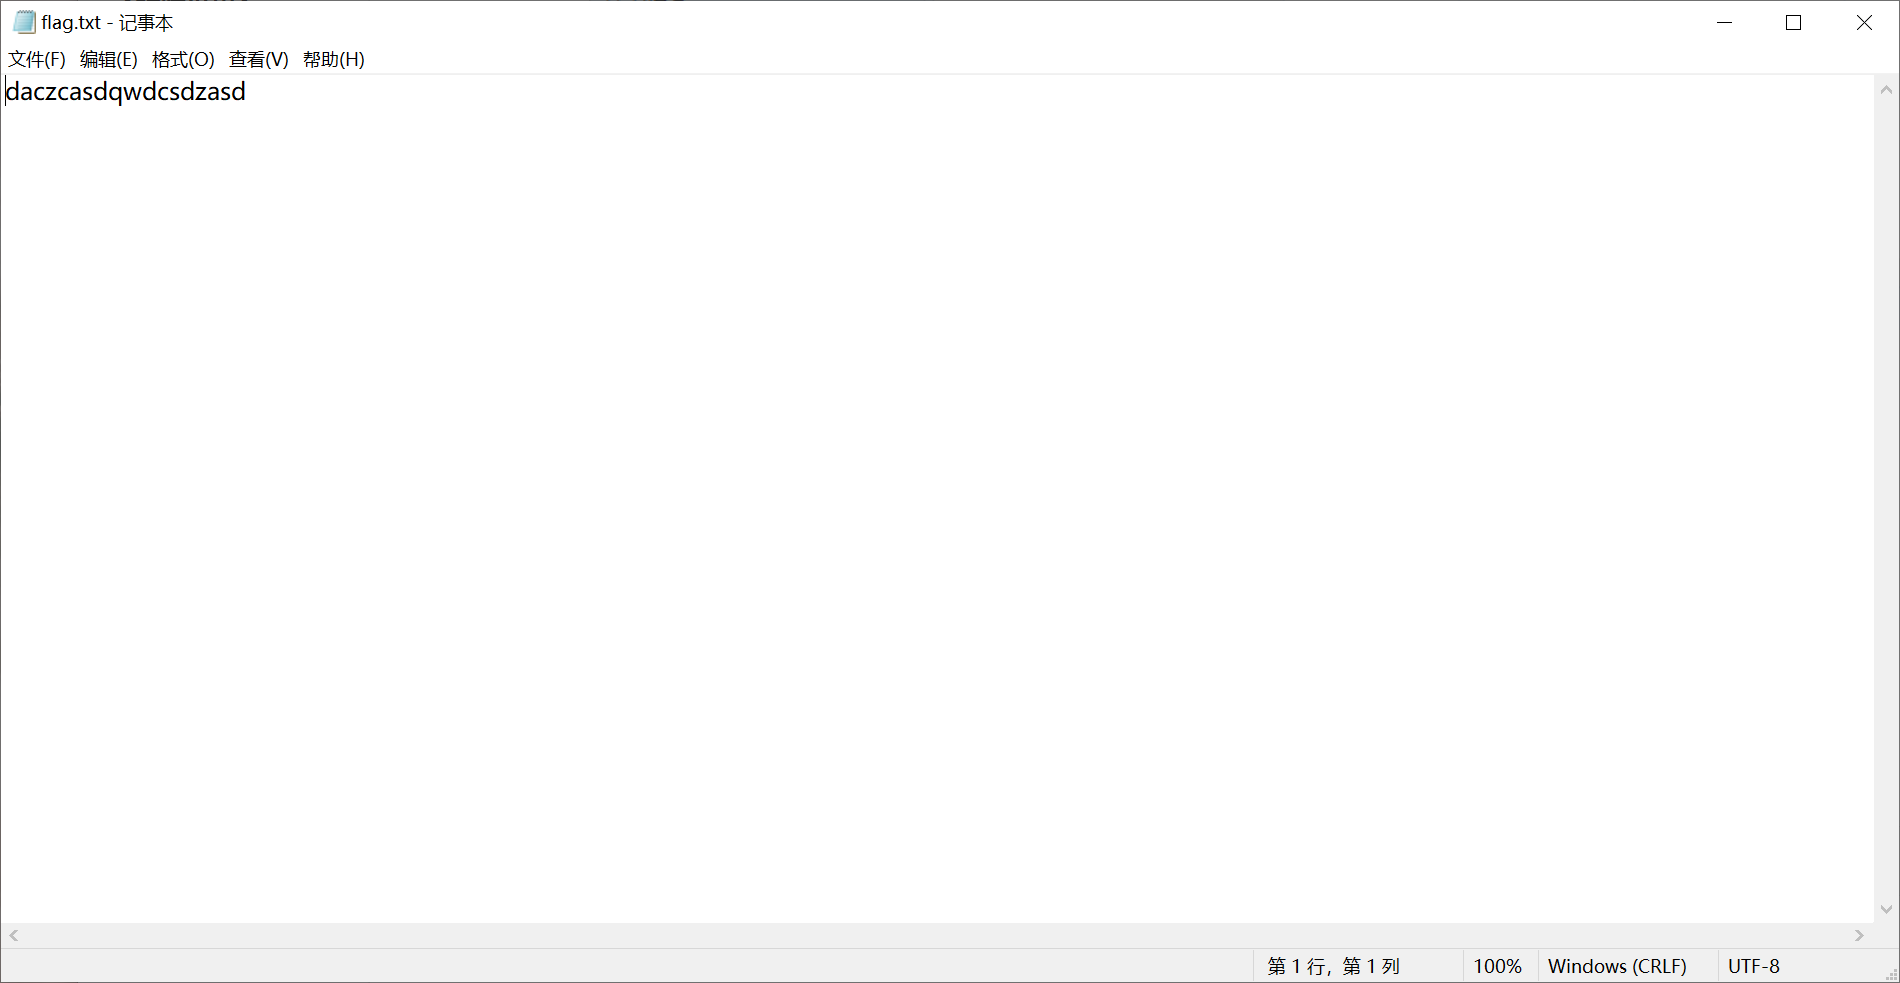 flag.txt - 记事本
文件(F) 编辑(E) 格式(O) 查看(V) 帮助(H)
daczcasdqwdcsdzasd
第 1 行，第 1 列 100% Windows (CRLF) UTF-8